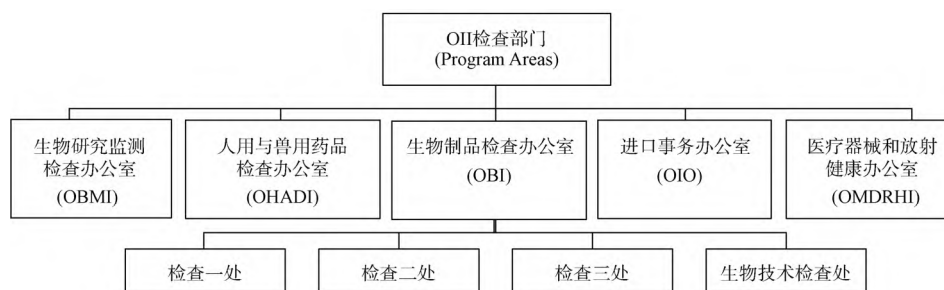 OII检查部门
(Program Areas)
生物研究监测
检查办公室
(OBMI)
人用与兽用药品
检查办公室
(OHADI)
生物制品检查办公室
(OBI)
进口事务办公室
(OIO)
医疗器械和放射
健康办公室
(OMDRHI)
检查一处
检查二处
检查三处
生物技术检查处